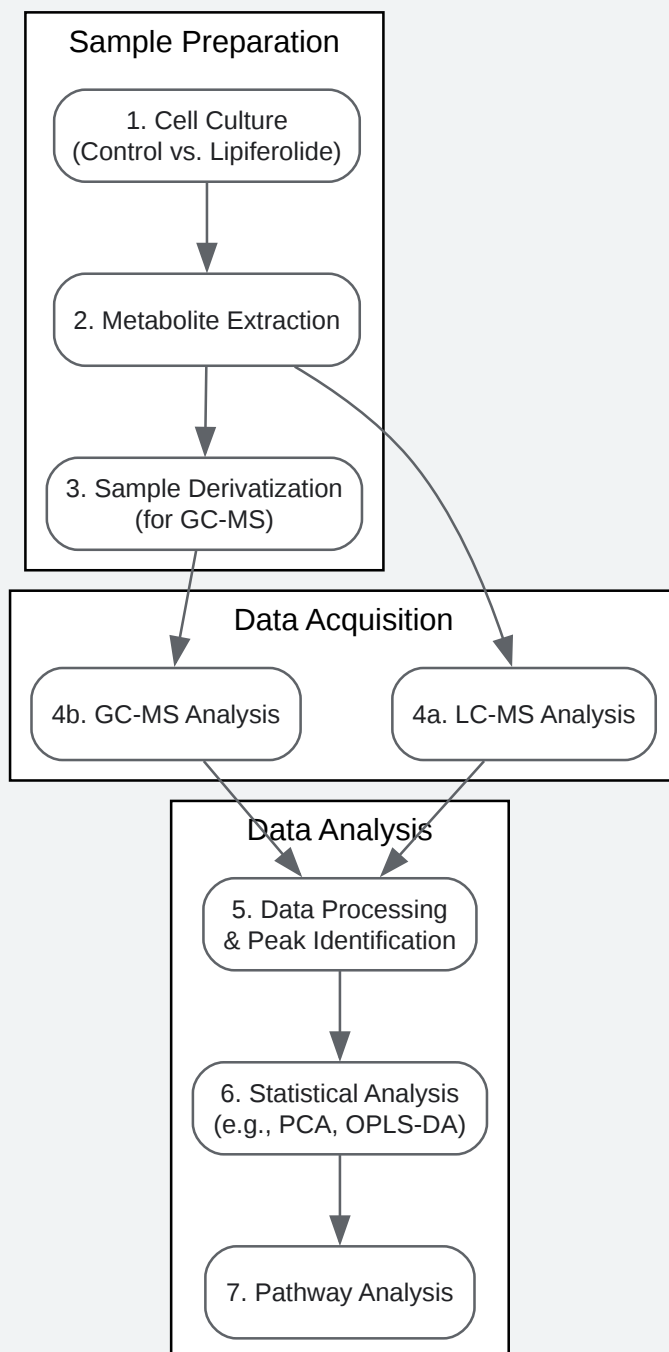 Sample Preparation
1. Cell Culture
(Control vs. Lipiferolide)
2. Metabolite Extraction
3. Sample Derivatization
(for GC-MS)
Data Acquisition
4b. GC-MS Analysis
4a. LC-MS Analysis
Data Analysis
5. Data Processing
& Peak Identification
6. Statistical Analysis
(e.g., PCA, OPLS-DA)
7. Pathway Analysis